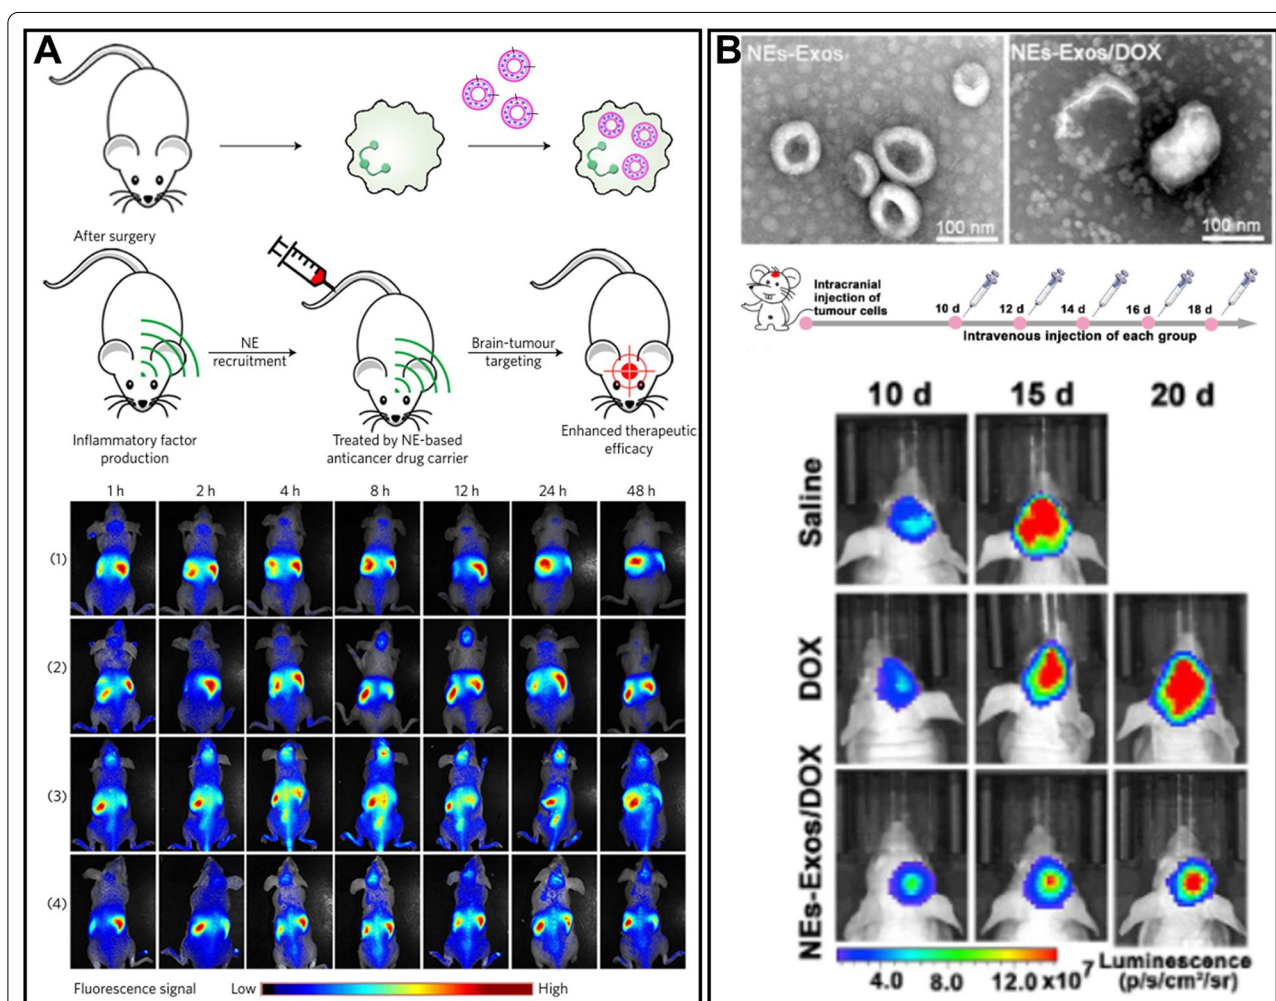 A
After surgery
NE
recruitment
Brain-tumour
targeting
Inflammatory factor
production
Treated by NE-based
anticancer drug carrier
Enhanced therapeutic
efficacy
1 h 2 h 4 h 8 h 12 h 24 h 48 h
(1)
(2)
(3)
(4)
Fluorescence signal Low High
B
NEs-Exos
100 nm
NEs-Exos/DOX
100 nm
Intracranial
injection of
tumour cells
10 d 12 d 14 d 16 d 18 d
Intravenous injection of each group
10 d 15 d 20 d
Saline
DOX
NEs-Exos/DOX
4.0 8.0 12.0 x10⁷
Luminescence
(p/s/cm²/sr)